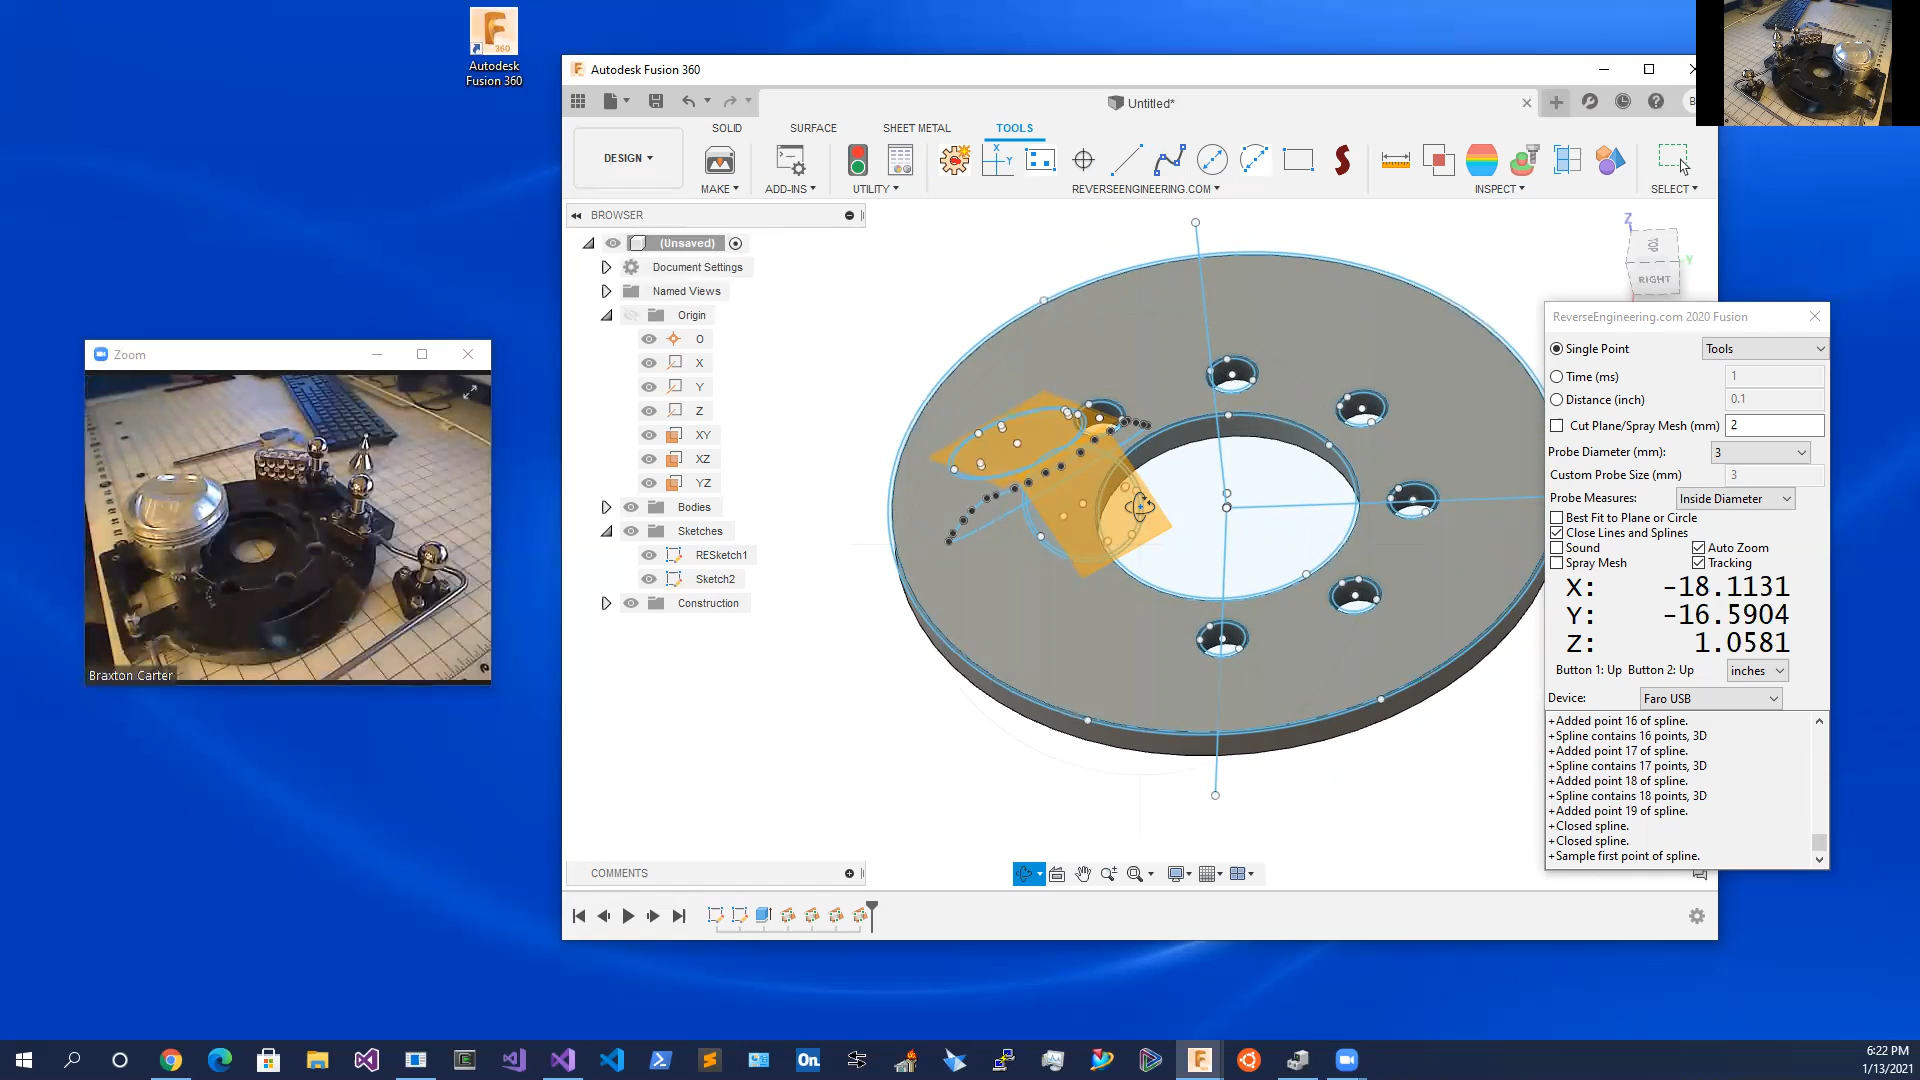 360
Autodesk
Fusion 360
Zoom
Braxton Carter
Autodesk Fusion 360
Untitled*
B
DESIGN
SOLID
SURFACE
SHEET METAL
TOOLS
MAKE
ADD-INS
UTILITY
REVERSEENGINEERING.COM
INSPECT
SELECT
BROWSER
(Unsaved)
Document Settings
Named Views
Origin
O
X
Y
Z
XY
XZ
YZ
Bodies
Sketches
RESketch1
Sketch2
Construction
Z
TOP
Y
RIGHT
ReverseEngineering.com 2020 Fusion
Single Point
Tools
Time (ms)
1
Distance (inch)
0.1
Cut Plane/Spray Mesh (mm)
2
Probe Diameter (mm):
3
Custom Probe Size (mm)
3
Probe Measures:
Inside Diameter
Best Fit to Plane or Circle
Close Lines and Splines
Sound
Auto Zoom
Spray Mesh
Tracking
X: -18.1131
Y: -16.5904
Z: 1.0581
Button 1: Up Button 2: Up
inches
Device:
Faro USB
+Added point 16 of spline.
+Spline contains 16 points, 3D
+Added point 17 of spline.
+Spline contains 17 points, 3D
+Added point 18 of spline.
+Spline contains 18 points, 3D
+Added point 19 of spline.
+Closed spline.
+Closed spline.
+Sample first point of spline.
COMMENTS
On.
6:22 PM
1/13/2021